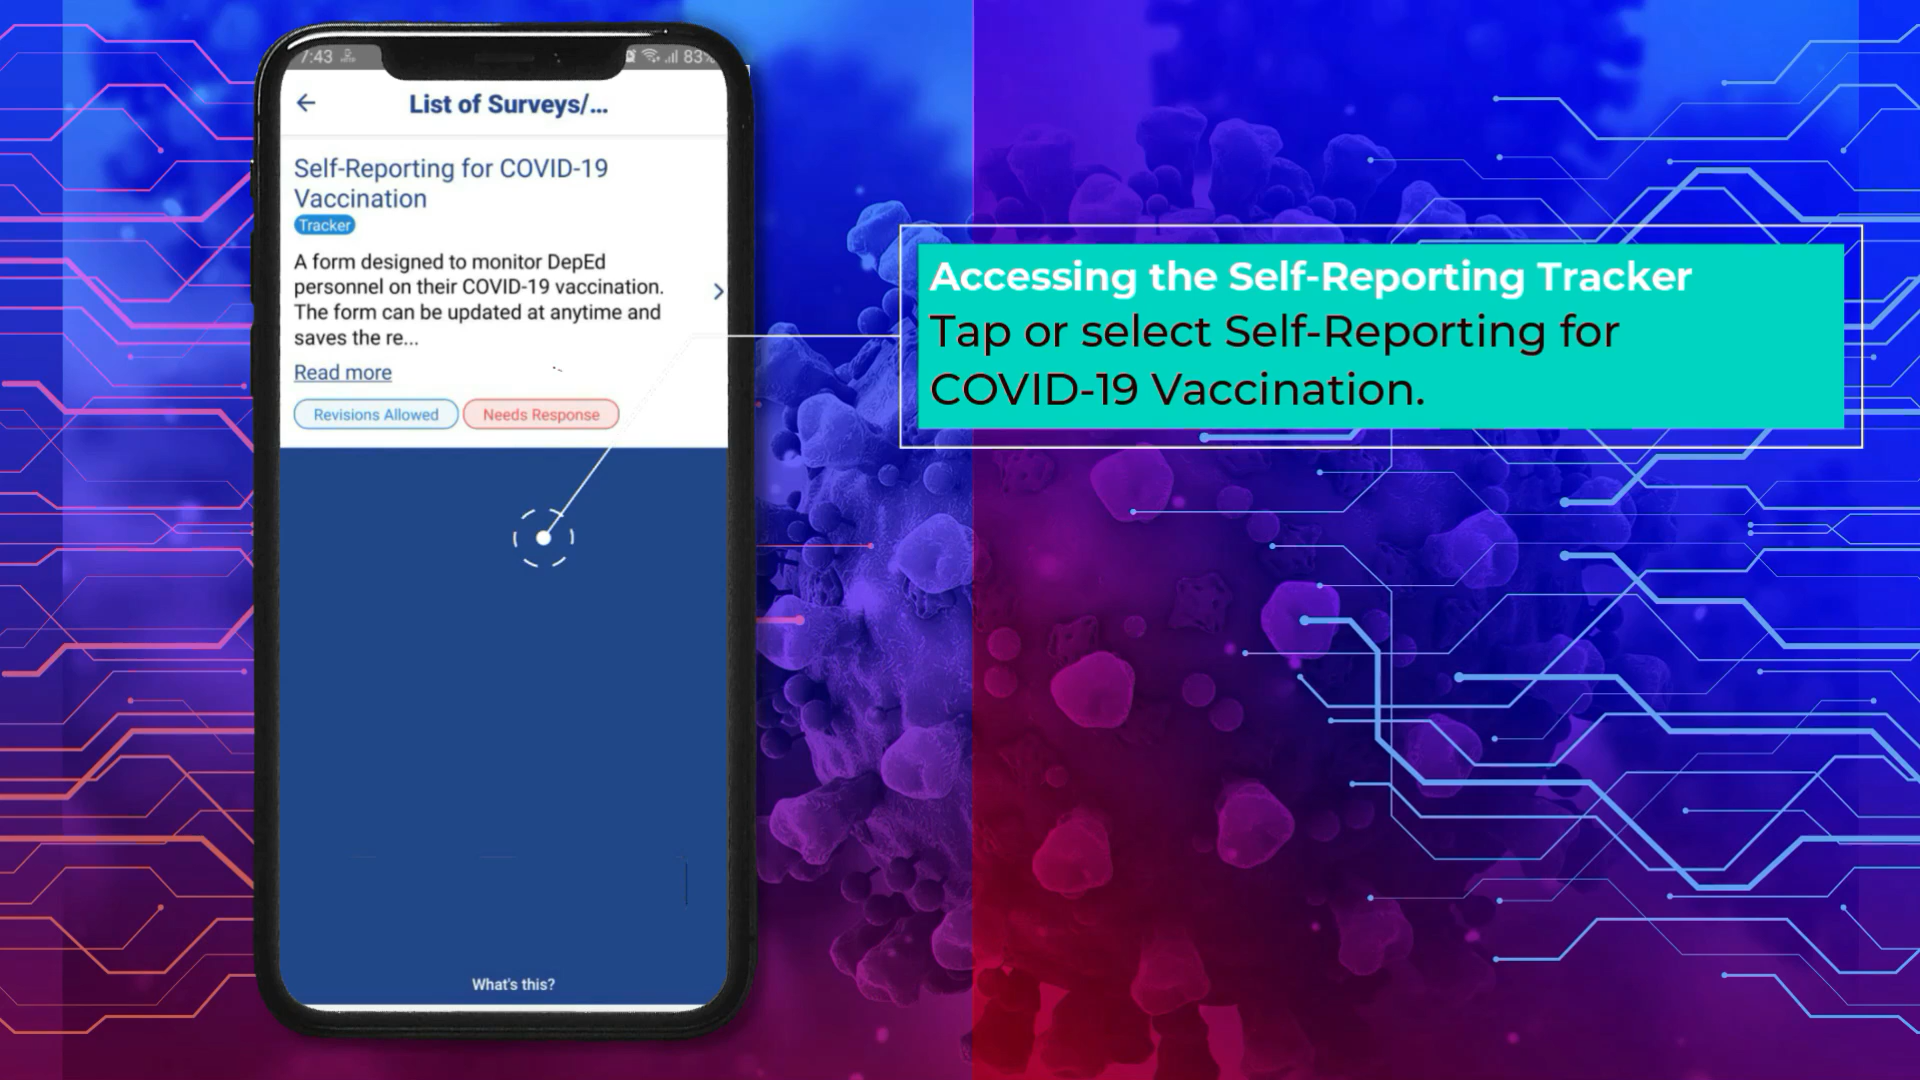 7:43
83%
List of Surveys/...
Self-Reporting for COVID-19
Vaccination
Tracker
A form designed to monitor DepEd
personnel on their COVID-19 vaccination.
The form can be updated at anytime and
saves the re...
Read more
Revisions Allowed
Needs Response
What's this?
Accessing the Self-Reporting Tracker
Tap or select Self-Reporting for
COVID-19 Vaccination.